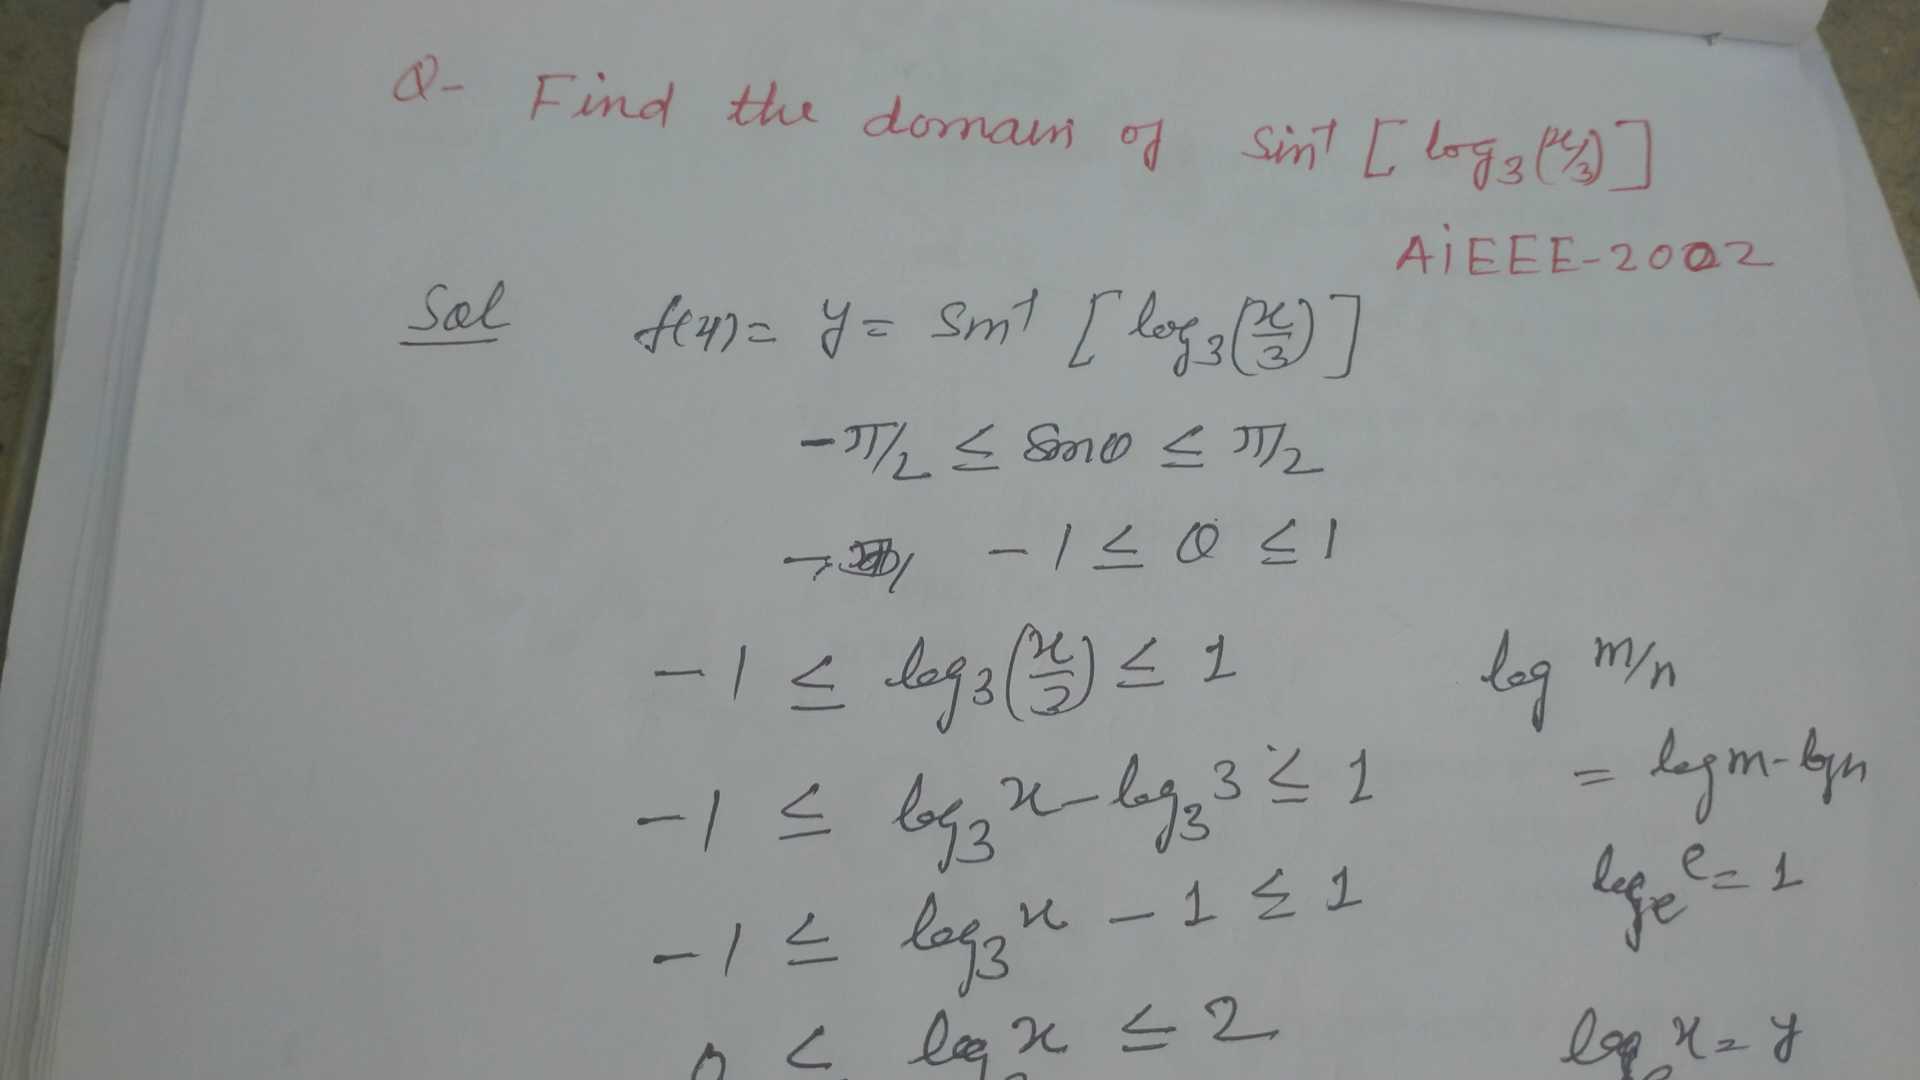 Q- Find the domain of sin⁻¹ [ log₃(x/3) ]
AiEEE-2002
Sol f(x) = y = sin⁻¹ [ log₃(x/3) ]
-π/2 ≤ sinθ ≤ π/2
-1 ≤ θ ≤ 1
-1 ≤ log₃(x/3) ≤ 1
log m/n
-1 ≤ log₃x - log₃3 ≤ 1
= log m - log n
-1 ≤ log₃x - 1 ≤ 1
logₑe = 1
0 ≤ log x ≤ 2
log x = y